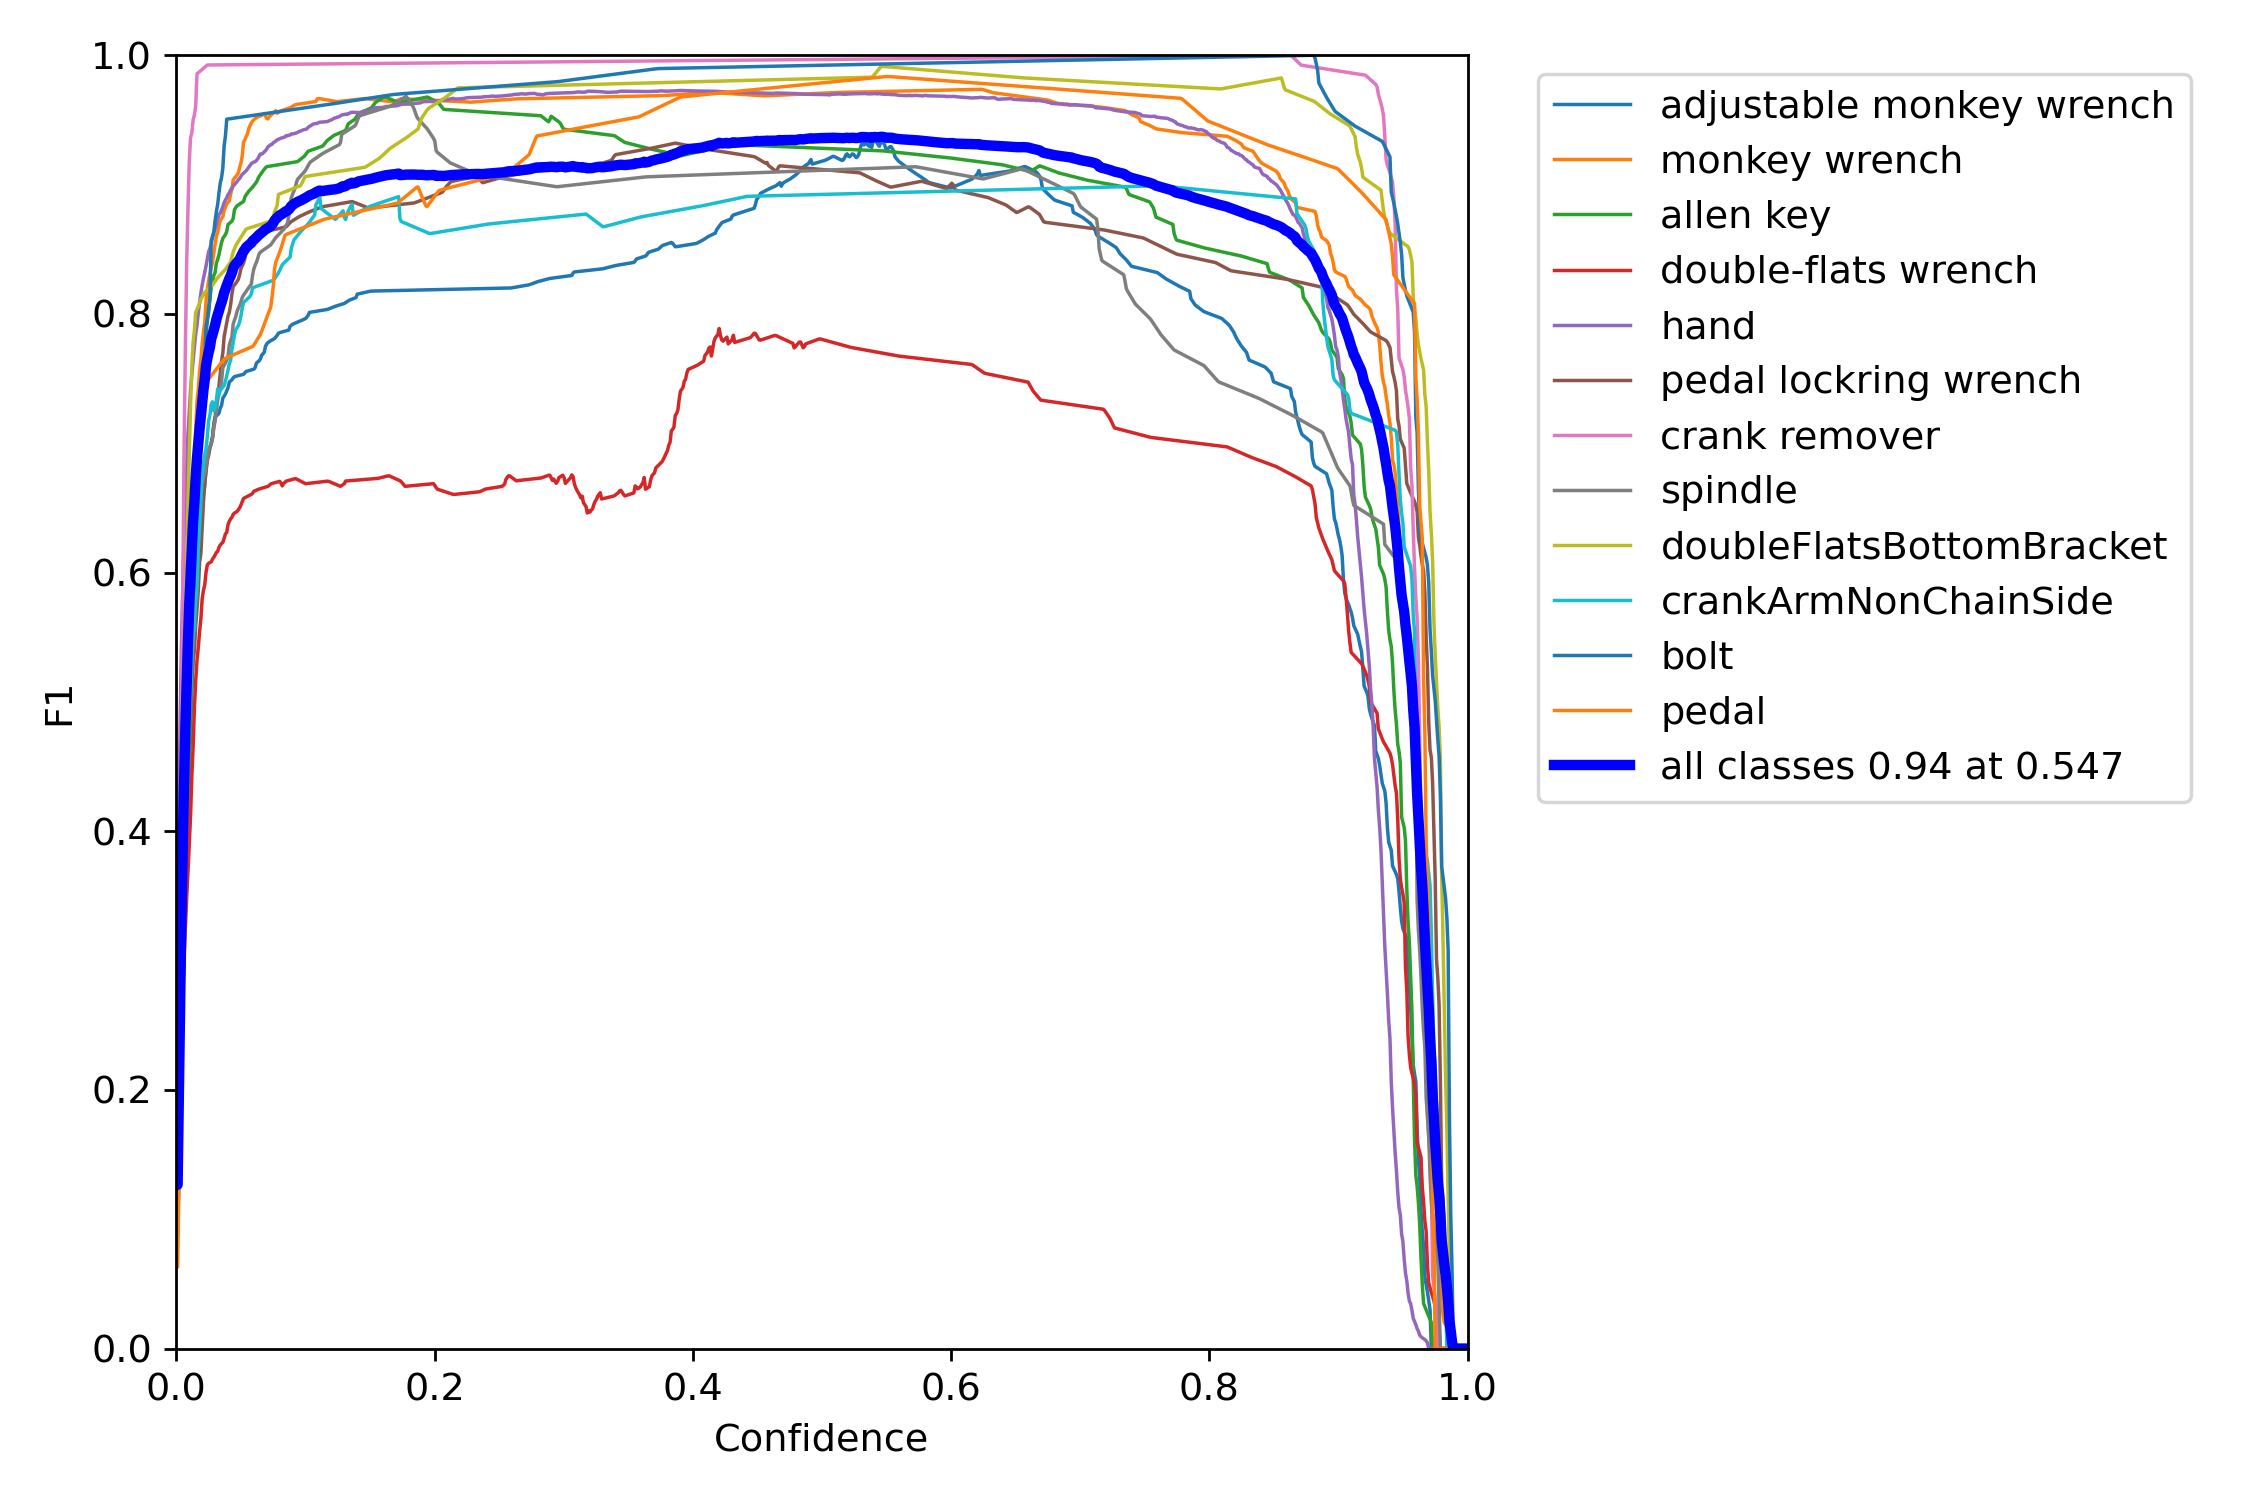 1.0
0.8
0.6
0.4
0.2
0.0
F1
0.0 0.2 0.4 0.6 0.8 1.0
Confidence
adjustable monkey wrench
monkey wrench
allen key
double-flats wrench
hand
pedal lockring wrench
crank remover
spindle
doubleFlatsBottomBracket
crankArmNonChainSide
bolt
pedal
all classes 0.94 at 0.547